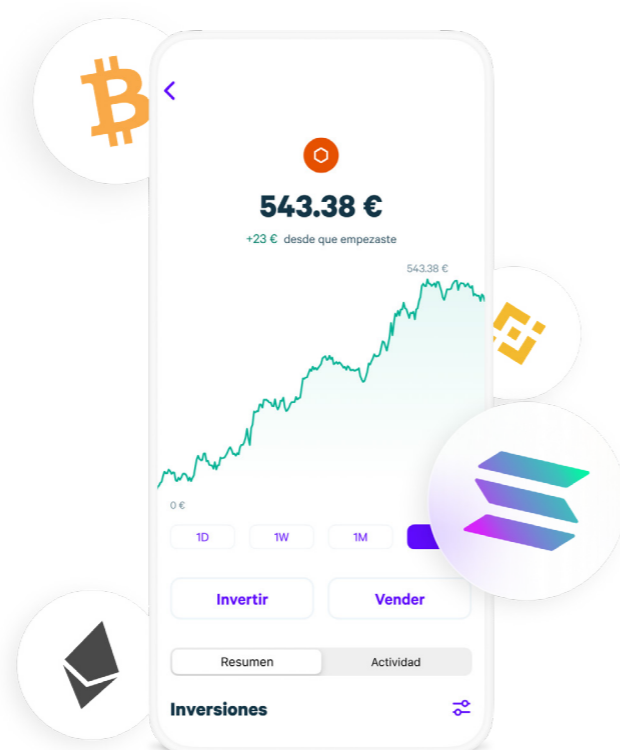 543.38 €
+23 € desde que empezaste
543.38 €
0 €
1D 1W 1M
Invertir Vender
Resumen Actividad
Inversiones